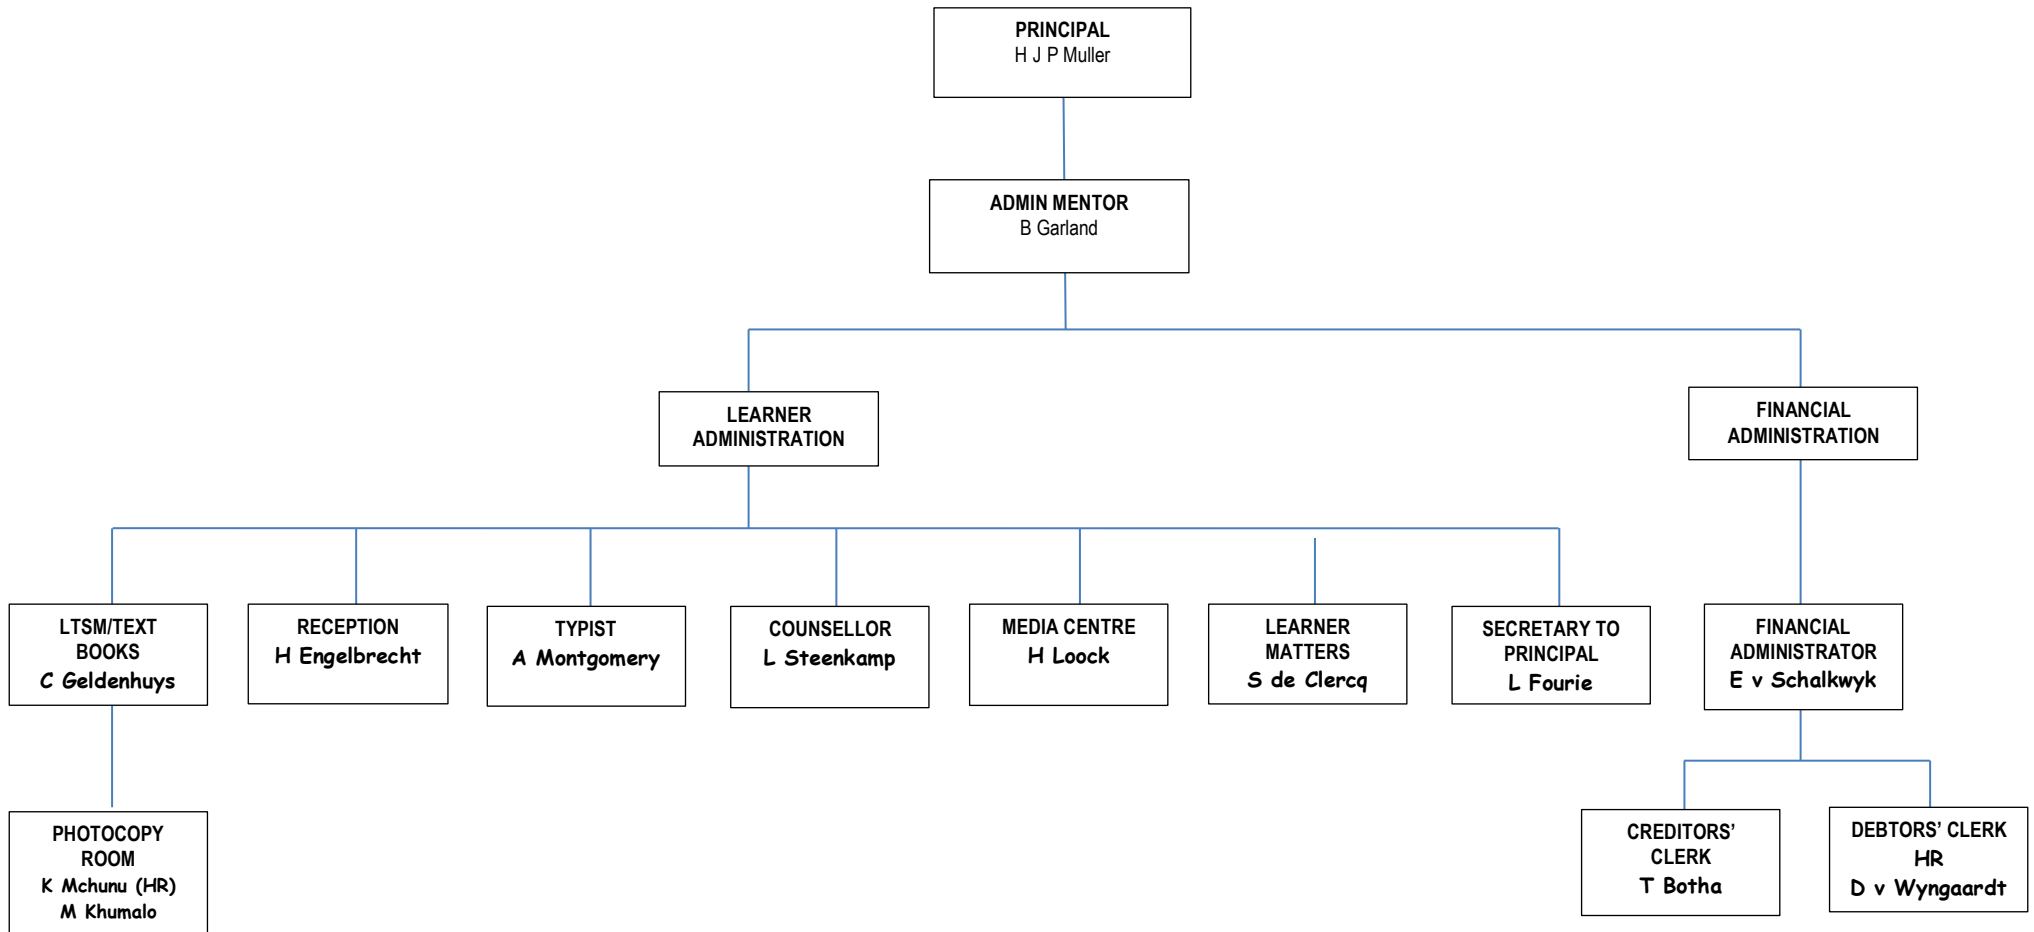 PRINCIPAL
H J P Muller
ADMIN MENTOR
B Garland
LEARNER
ADMINISTRATION
FINANCIAL
ADMINISTRATION
LTSM/TEXT
BOOKS
C Geldenhuys
RECEPTION
H Engelbrecht
TYPIST
A Montgomery
COUNSELLOR
L Steenkamp
MEDIA CENTRE
H Loock
LEARNER
MATTERS
S de Clercq
SECRETARY TO
PRINCIPAL
L Fourie
FINANCIAL
ADMINISTRATOR
E v Schalkwyk
PHOTOCOPY
ROOM
K Mchunu (HR)
M Khumalo
CREDITORS’
CLERK
T Botha
DEBTORS’ CLERK
HR
D v Wyngaardt